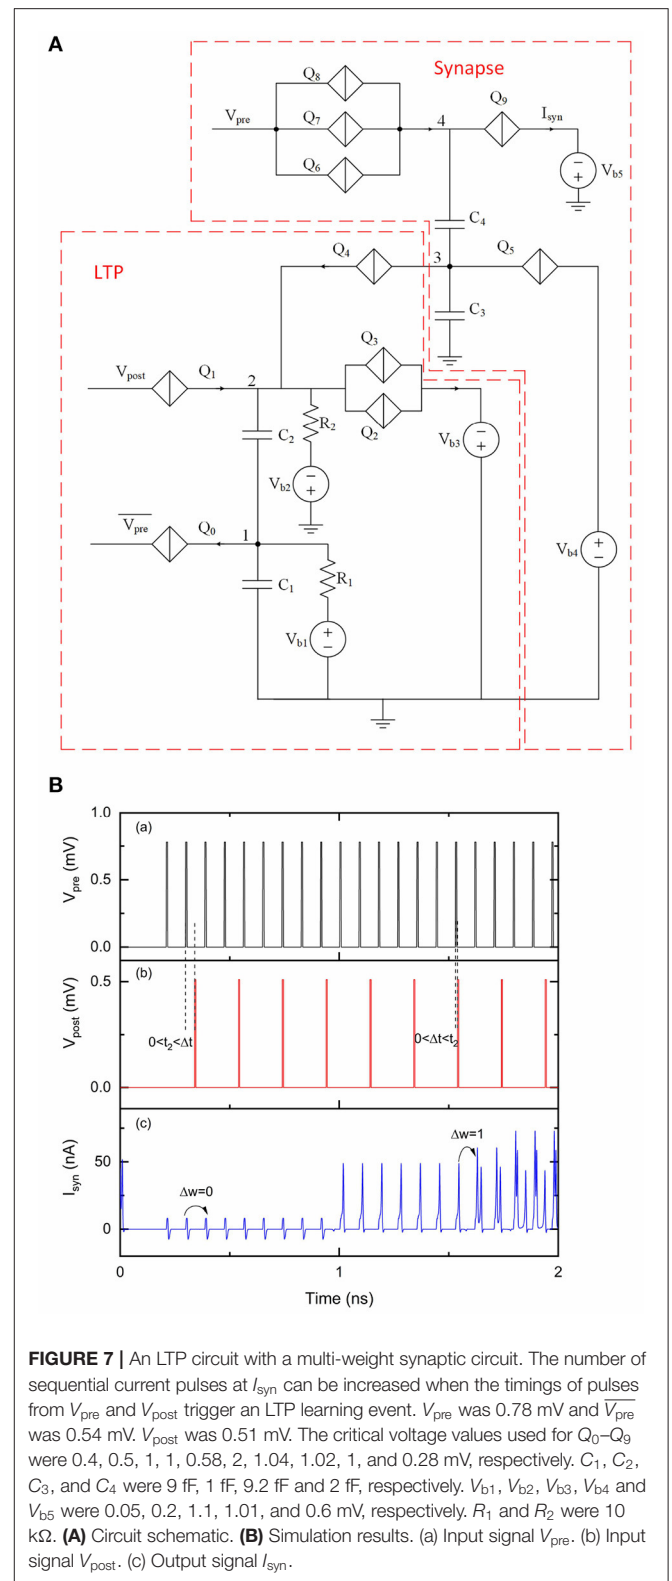 A
Synapse
Q8
Q9
Vpre
Q7
4
Isyn
Q6
Vb5
C4
Q4
3
Q5
LTP
C3
Q3
Vpost
Q1
2
R2
C2
Q2
Vb3
Vb2
Vpre
Q0
1
Vb4
C1
R1
Vb1
B
1.0
(a)
Vpre (mV)
0.5
0.0
(b)
0.5
Vpost (mV)
0<t2<Δt
0<Δt<t2
0.0
(c)
Δw=1
Isyn (nA)
50
Δw=0
0
0
1
2
Time (ns)
FIGURE 7 | An LTP circuit with a multi-weight synaptic circuit. The number of
sequential current pulses at Isyn can be increased when the timings of pulses
from Vpre and Vpost trigger an LTP learning event. Vpre was 0.78 mV and V̅pre
was 0.54 mV. Vpost was 0.51 mV. The critical voltage values used for Q0–Q9
were 0.4, 0.5, 1, 1, 0.58, 2, 1.04, 1.02, 1, and 0.28 mV, respectively. C1, C2,
C3, and C4 were 9 fF, 1 fF, 9.2 fF and 2 fF, respectively. Vb1, Vb2, Vb3, Vb4 and
Vb5 were 0.05, 0.2, 1.1, 1.01, and 0.6 mV, respectively. R1 and R2 were 10
kΩ. (A) Circuit schematic. (B) Simulation results. (a) Input signal Vpre. (b) Input
signal Vpost. (c) Output signal Isyn.